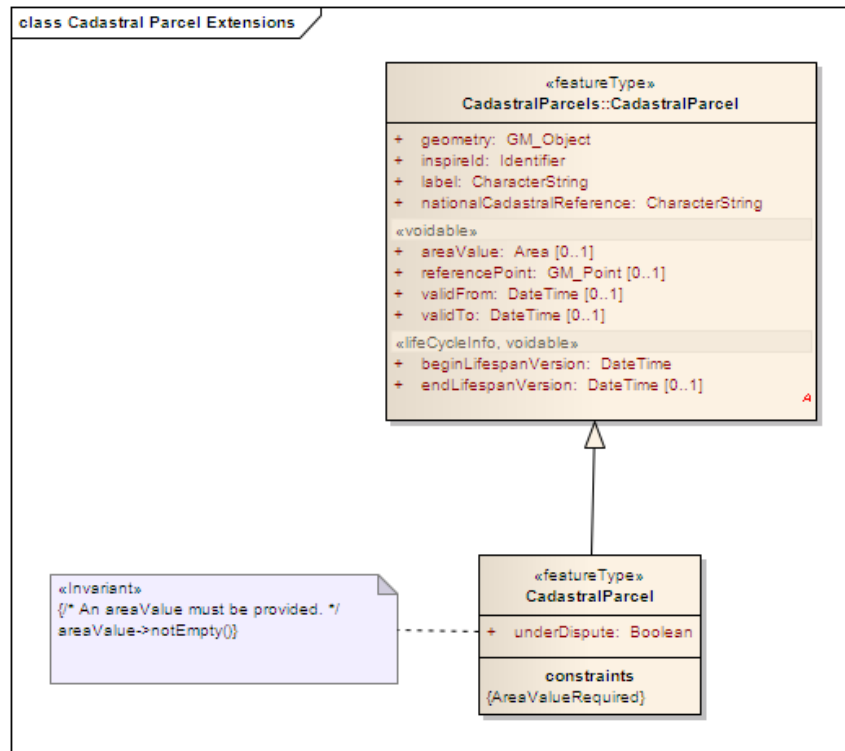 class Cadastral Parcel Extensions
«featureType»
CadastralParcels::CadastralParcel
+ geometry: GM_Object
+ inspireId: Identifier
+ label: CharacterString
+ nationalCadastralReference: CharacterString
«voidable»
+ areaValue: Area [0..1]
+ referencePoint: GM_Point [0..1]
+ validFrom: DateTime [0..1]
+ validTo: DateTime [0..1]
«lifeCycleInfo, voidable»
+ beginLifespanVersion: DateTime
+ endLifespanVersion: DateTime [0..1]
A
«Invariant»
{/* An areaValue must be provided. */
areaValue->notEmpty()}
«featureType»
CadastralParcel
+ underDispute: Boolean
constraints
{AreaValueRequired}